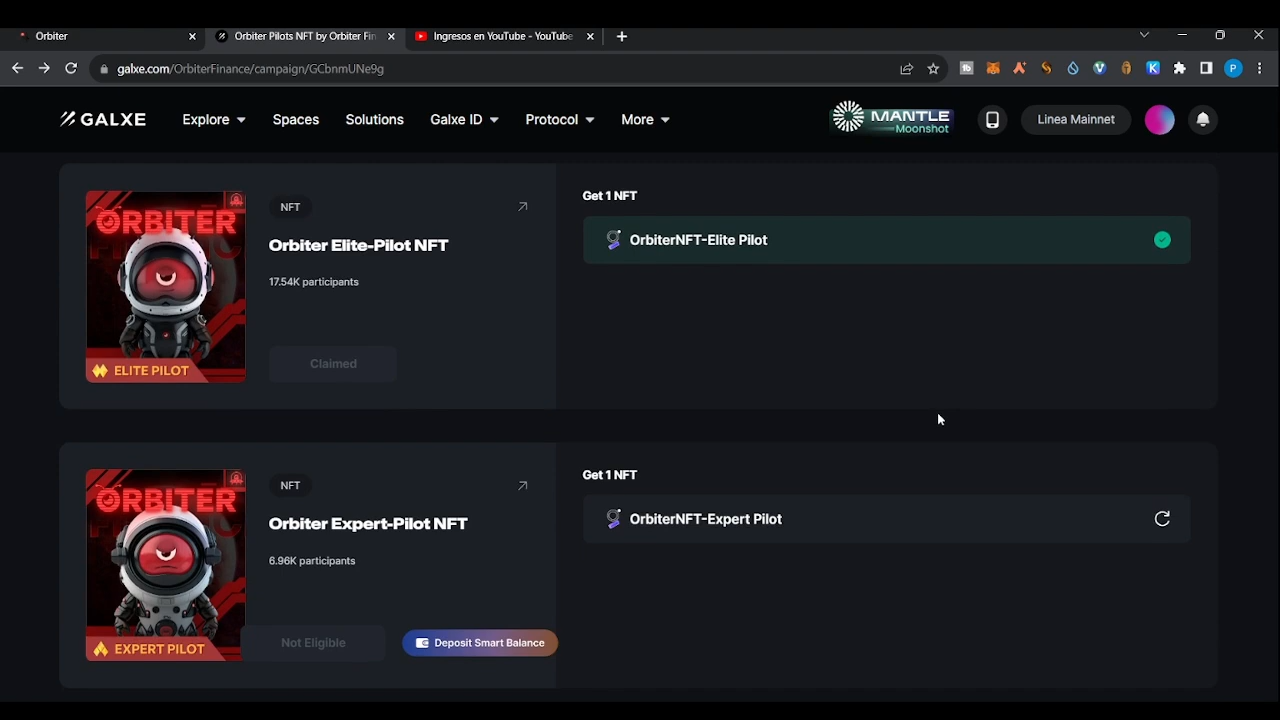 Orbiter
Orbiter Pilots NFT by Orbiter Fin
Ingresos en YouTube - YouTube
galxe.com/OrbiterFinance/campaign/GCbnmUNe9g
GALXE
Explore
Spaces
Solutions
Galxe ID
Protocol
More
MANTLE
Moonshot
Linea Mainnet
ORBITER
ELITE PILOT
NFT
Orbiter Elite-Pilot NFT
17.54K participants
Claimed
Get 1 NFT
OrbiterNFT-Elite Pilot
ORBITER
EXPERT PILOT
NFT
Orbiter Expert-Pilot NFT
6.96K participants
Not Eligible
Deposit Smart Balance
Get 1 NFT
OrbiterNFT-Expert Pilot